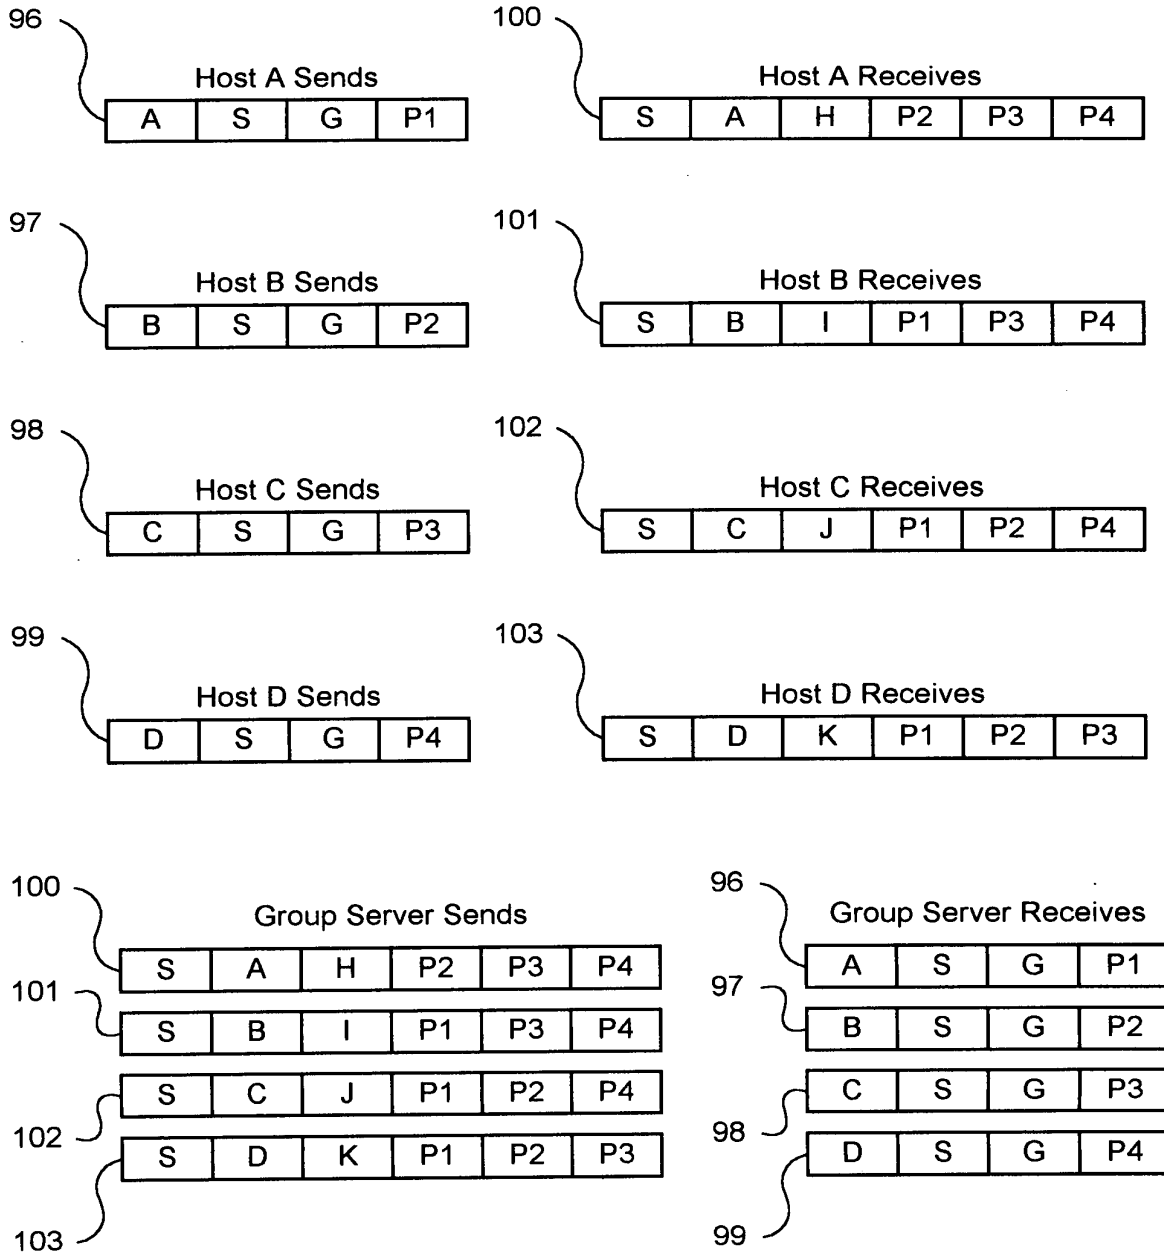 96
Host A Sends
A S G P1
100
Host A Receives
S A H P2 P3 P4
97
Host B Sends
B S G P2
101
Host B Receives
S B I P1 P3 P4
98
Host C Sends
C S G P3
102
Host C Receives
S C J P1 P2 P4
99
Host D Sends
D S G P4
103
Host D Receives
S D K P1 P2 P3
100
Group Server Sends
S A H P2 P3 P4
101
S B I P1 P3 P4
S C J P1 P2 P4
102
S D K P1 P2 P3
103
96
Group Server Receives
A S G P1
97
B S G P2
C S G P3
98
D S G P4
99